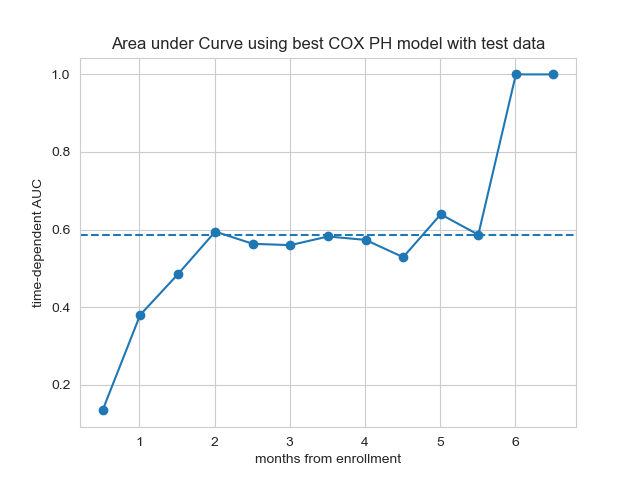 Area under Curve using best COX PH model with test data
1.0
0.8
0.6
0.4
0.2
time-dependent AUC
1 2 3 4 5 6
months from enrollment